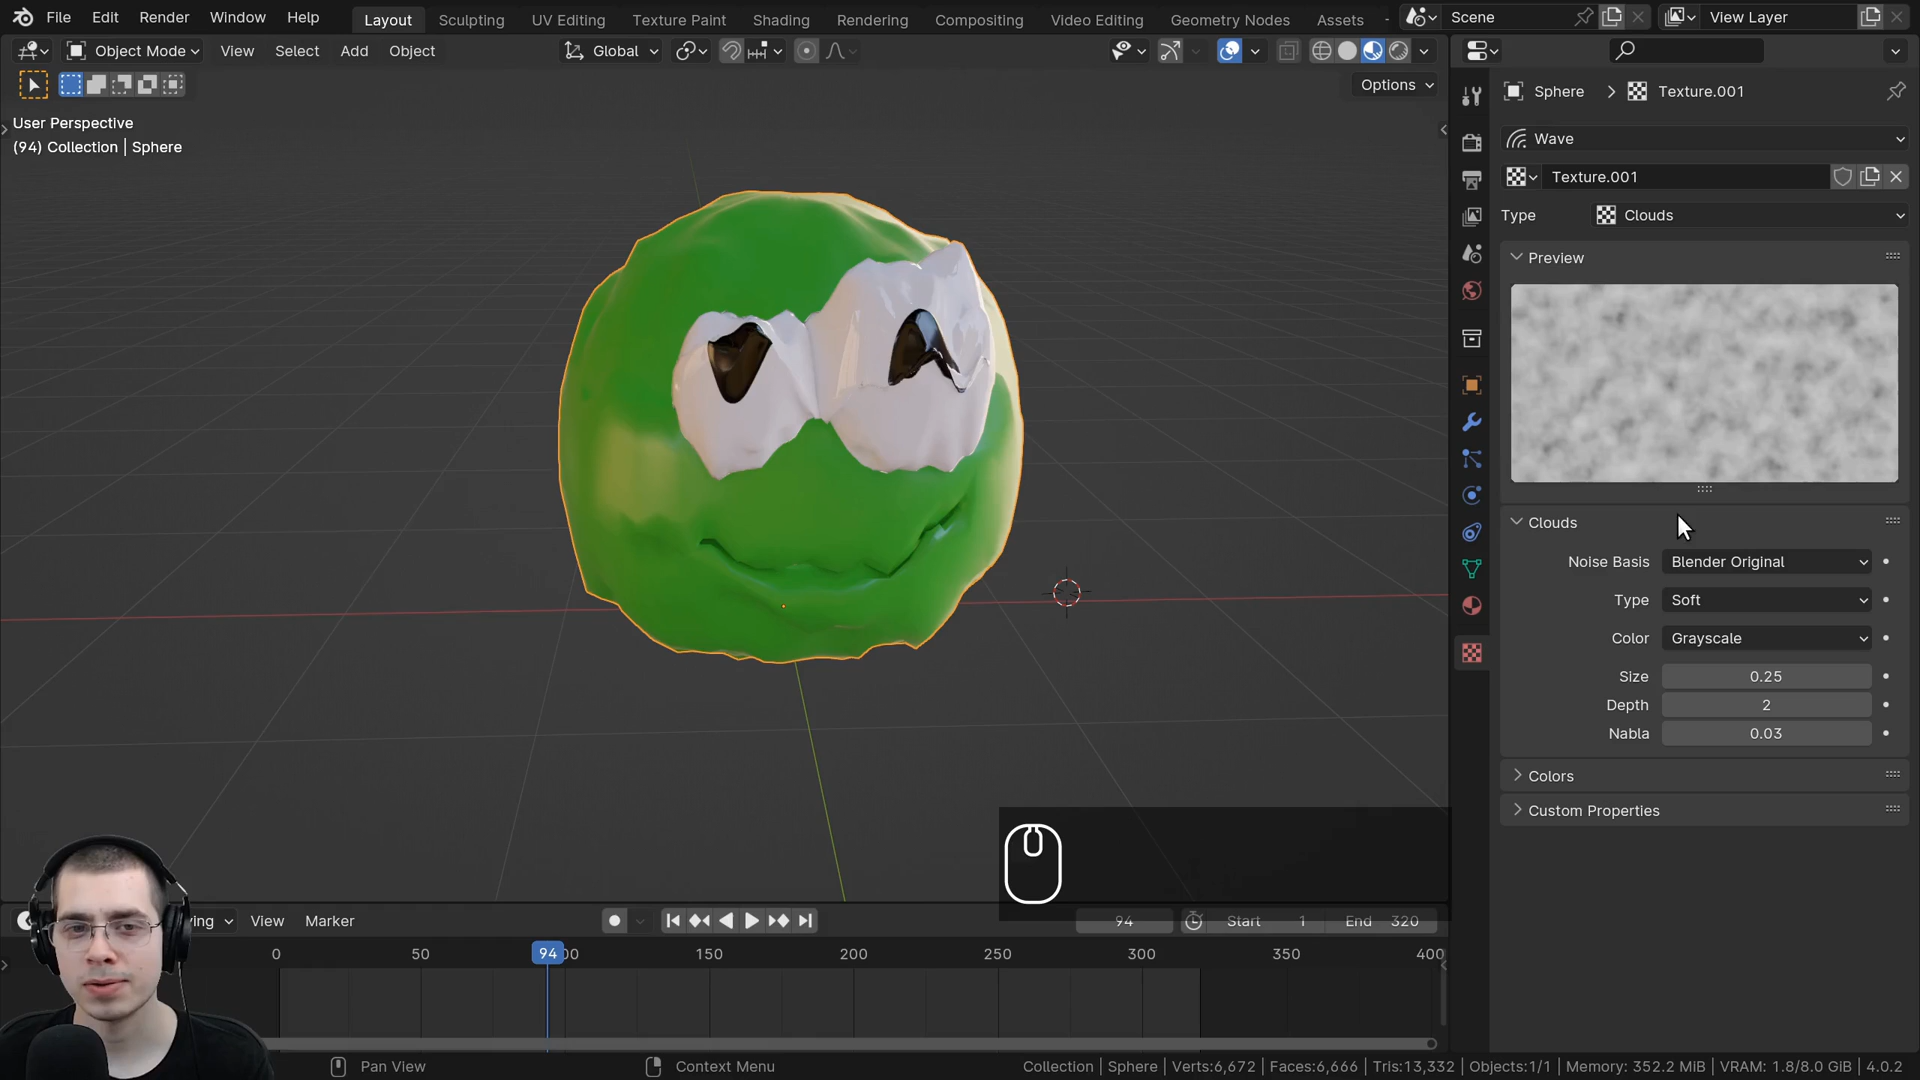 File Edit Render Window Help Layout Sculpting UV Editing Texture Paint Shading Rendering Compositing Video Editing Geometry Nodes Assets Scene View Layer
Object Mode View Select Add Object Global
Options
User Perspective
(94) Collection | Sphere
Sphere > Texture.001
Wave
Texture.001
Type Clouds
Preview
Clouds
Noise Basis Blender Original
Type Soft
Color Grayscale
Size 0.25
Depth 2
Nabla 0.03
Colors
Custom Properties
View Marker 94 Start 1 End 320
0 50 94 150 200 250 300 350 400
Pan View Context Menu Collection | Sphere | Verts:6,672 | Faces:6,666 | Tris:13,332 | Objects:1/1 | Memory: 352.2 MiB | VRAM: 1.8/8.0 GiB | 4.0.2